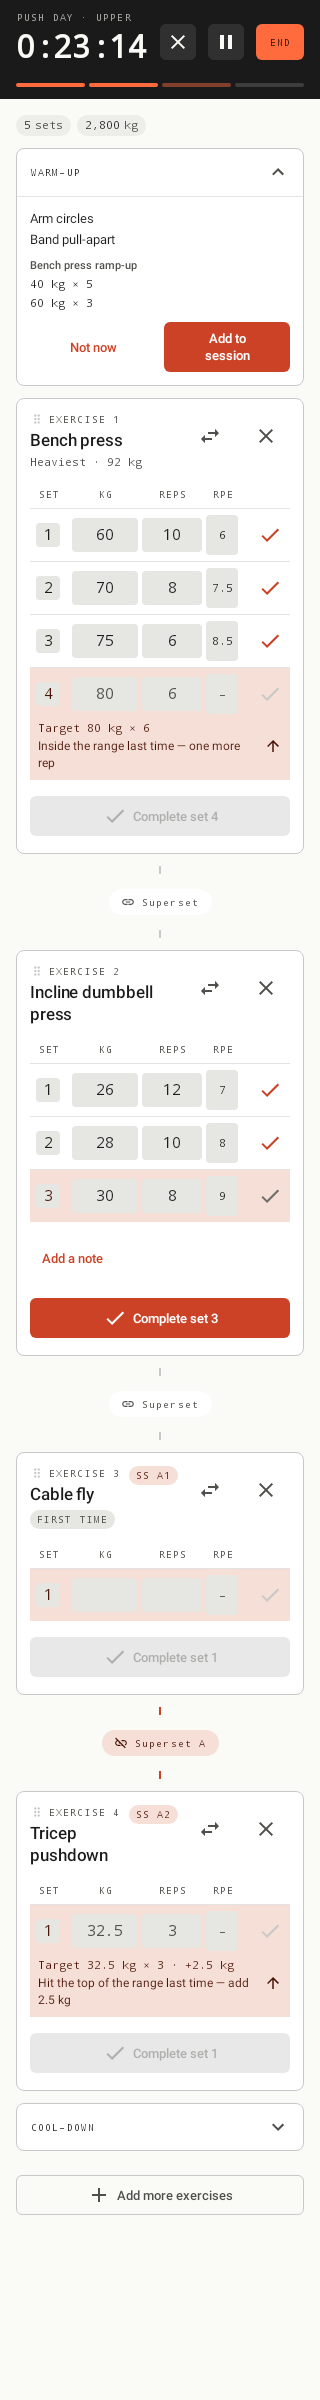 PUSH DAY · UPPER
0:23:14
END
5 sets 2,800 kg
WARM-UP
Arm circles
Band pull-apart
Bench press ramp-up
40 kg × 5
60 kg × 3
Not now
Add to
session
EXERCISE 1
Bench press
Heaviest · 92 kg
SET KG REPS RPE
1 60 10 6
2 70 8 7.5
3 75 6 8.5
4 80 6 –
Target 80 kg × 6
Inside the range last time — one more
rep
Complete set 4
Superset
EXERCISE 2
Incline dumbbell
press
SET KG REPS RPE
1 26 12 7
2 28 10 8
3 30 8 9
Add a note
Complete set 3
Superset
EXERCISE 3 SS A1
Cable fly
FIRST TIME
SET KG REPS RPE
1 –
Complete set 1
Superset A
EXERCISE 4 SS A2
Tricep
pushdown
SET KG REPS RPE
1 32.5 3 –
Target 32.5 kg × 3 · +2.5 kg
Hit the top of the range last time — add
2.5 kg
Complete set 1
COOL-DOWN
Add more exercises